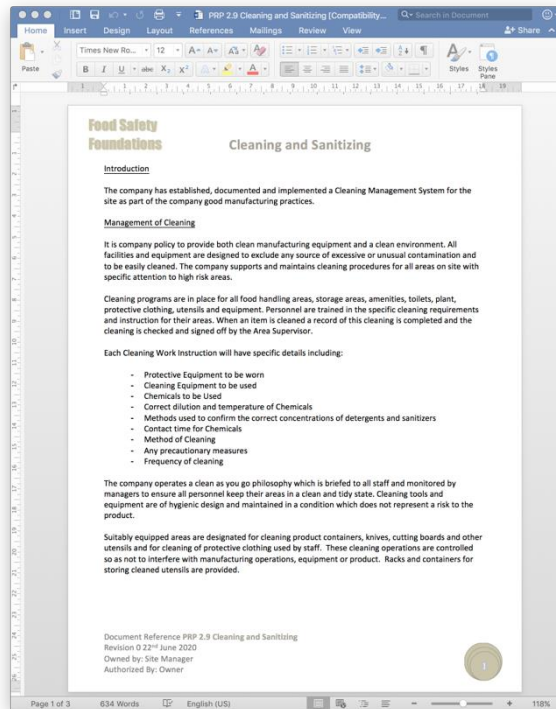 PRP 2.9 Cleaning and Sanitizing [Compatibility...
Search in Document
Home Insert Design Layout References Mailings Review View Share
Times New Ro... 12
Paste
Styles Styles Pane
Food Safety
Foundations
Cleaning and Sanitizing
Introduction
The company has established, documented and implemented a Cleaning Management System for the
site as part of the company good manufacturing practices.
Management of Cleaning
It is company policy to provide both clean manufacturing equipment and a clean environment. All
facilities and equipment are designed to exclude any source of excessive or unusual contamination and
to be easily cleaned. The company supports and maintains cleaning procedures for all areas on site with
specific attention to high risk areas.
Cleaning programs are in place for all food handling areas, storage areas, amenities, toilets, plant,
protective clothing, utensils and equipment. Personnel are trained in the specific cleaning requirements
and instruction for their areas. When an item is cleaned a record of this cleaning is completed and the
cleaning is checked and signed off by the Area Supervisor.
Each Cleaning Work Instruction will have specific details including:
- Protective Equipment to be worn
- Cleaning Equipment to be used
- Chemicals to be Used
- Correct dilution and temperature of Chemicals
- Methods used to confirm the correct concentrations of detergents and sanitizers
- Contact time for Chemicals
- Method of Cleaning
- Any precautionary measures
- Frequency of cleaning
The company operates a clean as you go philosophy which is briefed to all staff and monitored by
managers to ensure all personnel keep their areas in a clean and tidy state. Cleaning tools and
equipment are of hygienic design and maintained in a condition which does not represent a risk to the
product.
Suitably equipped areas are designated for cleaning product containers, knives, cutting boards and other
utensils and for cleaning of protective clothing used by staff. These cleaning operations are controlled
so as not to interfere with manufacturing operations, equipment or product. Racks and containers for
storing cleaned utensils are provided.
Document Reference PRP 2.9 Cleaning and Sanitizing
Revision 0 22nd June 2020
Owned by: Site Manager
Authorized By: Owner
1
Page 1 of 3 634 Words English (US) 118%